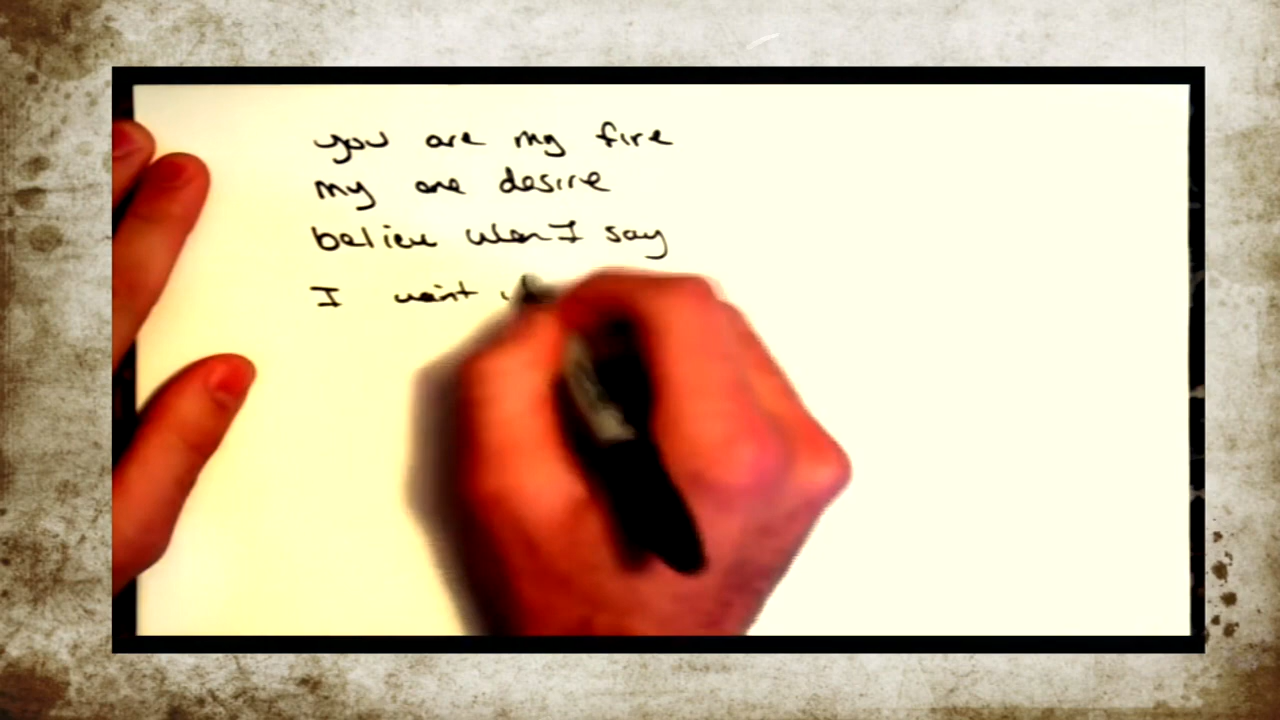 you are my fire
my one desire
believe when I say
I want